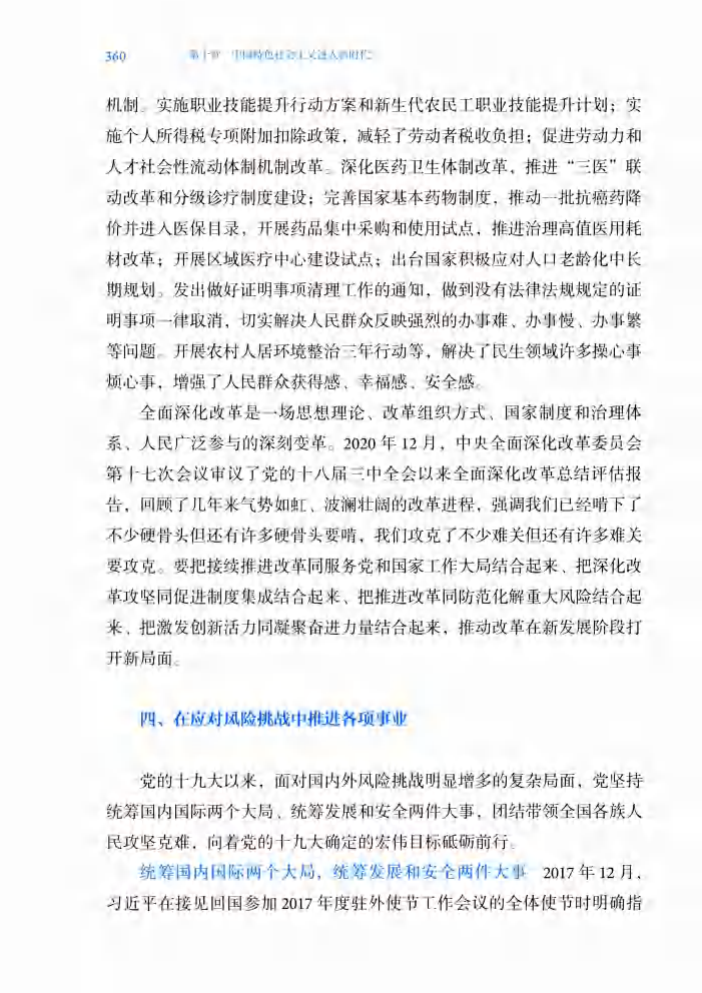 360 第十章 中国特色社会主义进入新时代
机制。实施职业技能提升行动方案和新生代农民工职业技能提升计划；实
施个人所得税专项附加扣除政策，减轻了劳动者税收负担；促进劳动力和
人才社会性流动体制机制改革。深化医药卫生体制改革，推进“三医”联
动改革和分级诊疗制度建设；完善国家基本药物制度，推动一批抗癌药降
价并进入医保目录，开展药品集中采购和使用试点，推进治理高值医用耗
材改革；开展区域医疗中心建设试点；出台国家积极应对人口老龄化中长
期规划。发出做好证明事项清理工作的通知，做到没有法律法规规定的证
明事项一律取消，切实解决人民群众反映强烈的办事难、办事慢、办事繁
等问题。开展农村人居环境整治三年行动等，解决了民生领域许多操心事
烦心事，增强了人民群众获得感、幸福感、安全感。
全面深化改革是一场思想理论、改革组织方式、国家制度和治理体
系、人民广泛参与的深刻变革。2020 年 12 月，中央全面深化改革委员会
第十七次会议审议了党的十八届三中全会以来全面深化改革总结评估报
告，回顾了几年来气势如虹、波澜壮阔的改革进程，强调我们已经啃下了
不少硬骨头但还有许多硬骨头要啃，我们攻克了不少难关但还有许多难关
要攻克。要把接续推进改革同服务党和国家工作大局结合起来、把深化改
革攻坚同促进制度集成结合起来、把推进改革同防范化解重大风险结合起
来、把激发创新活力同凝聚奋进力量结合起来，推动改革在新发展阶段打
开新局面。
四、在应对风险挑战中推进各项事业
党的十九大以来，面对国内外风险挑战明显增多的复杂局面，党坚持
统筹国内国际两个大局、统筹发展和安全两件大事，团结带领全国各族人
民攻坚克难，向着党的十九大确定的宏伟目标砥砺前行。
统筹国内国际两个大局，统筹发展和安全两件大事 2017 年 12 月，
习近平在接见回国参加 2017 年度驻外使节工作会议的全体使节时明确指